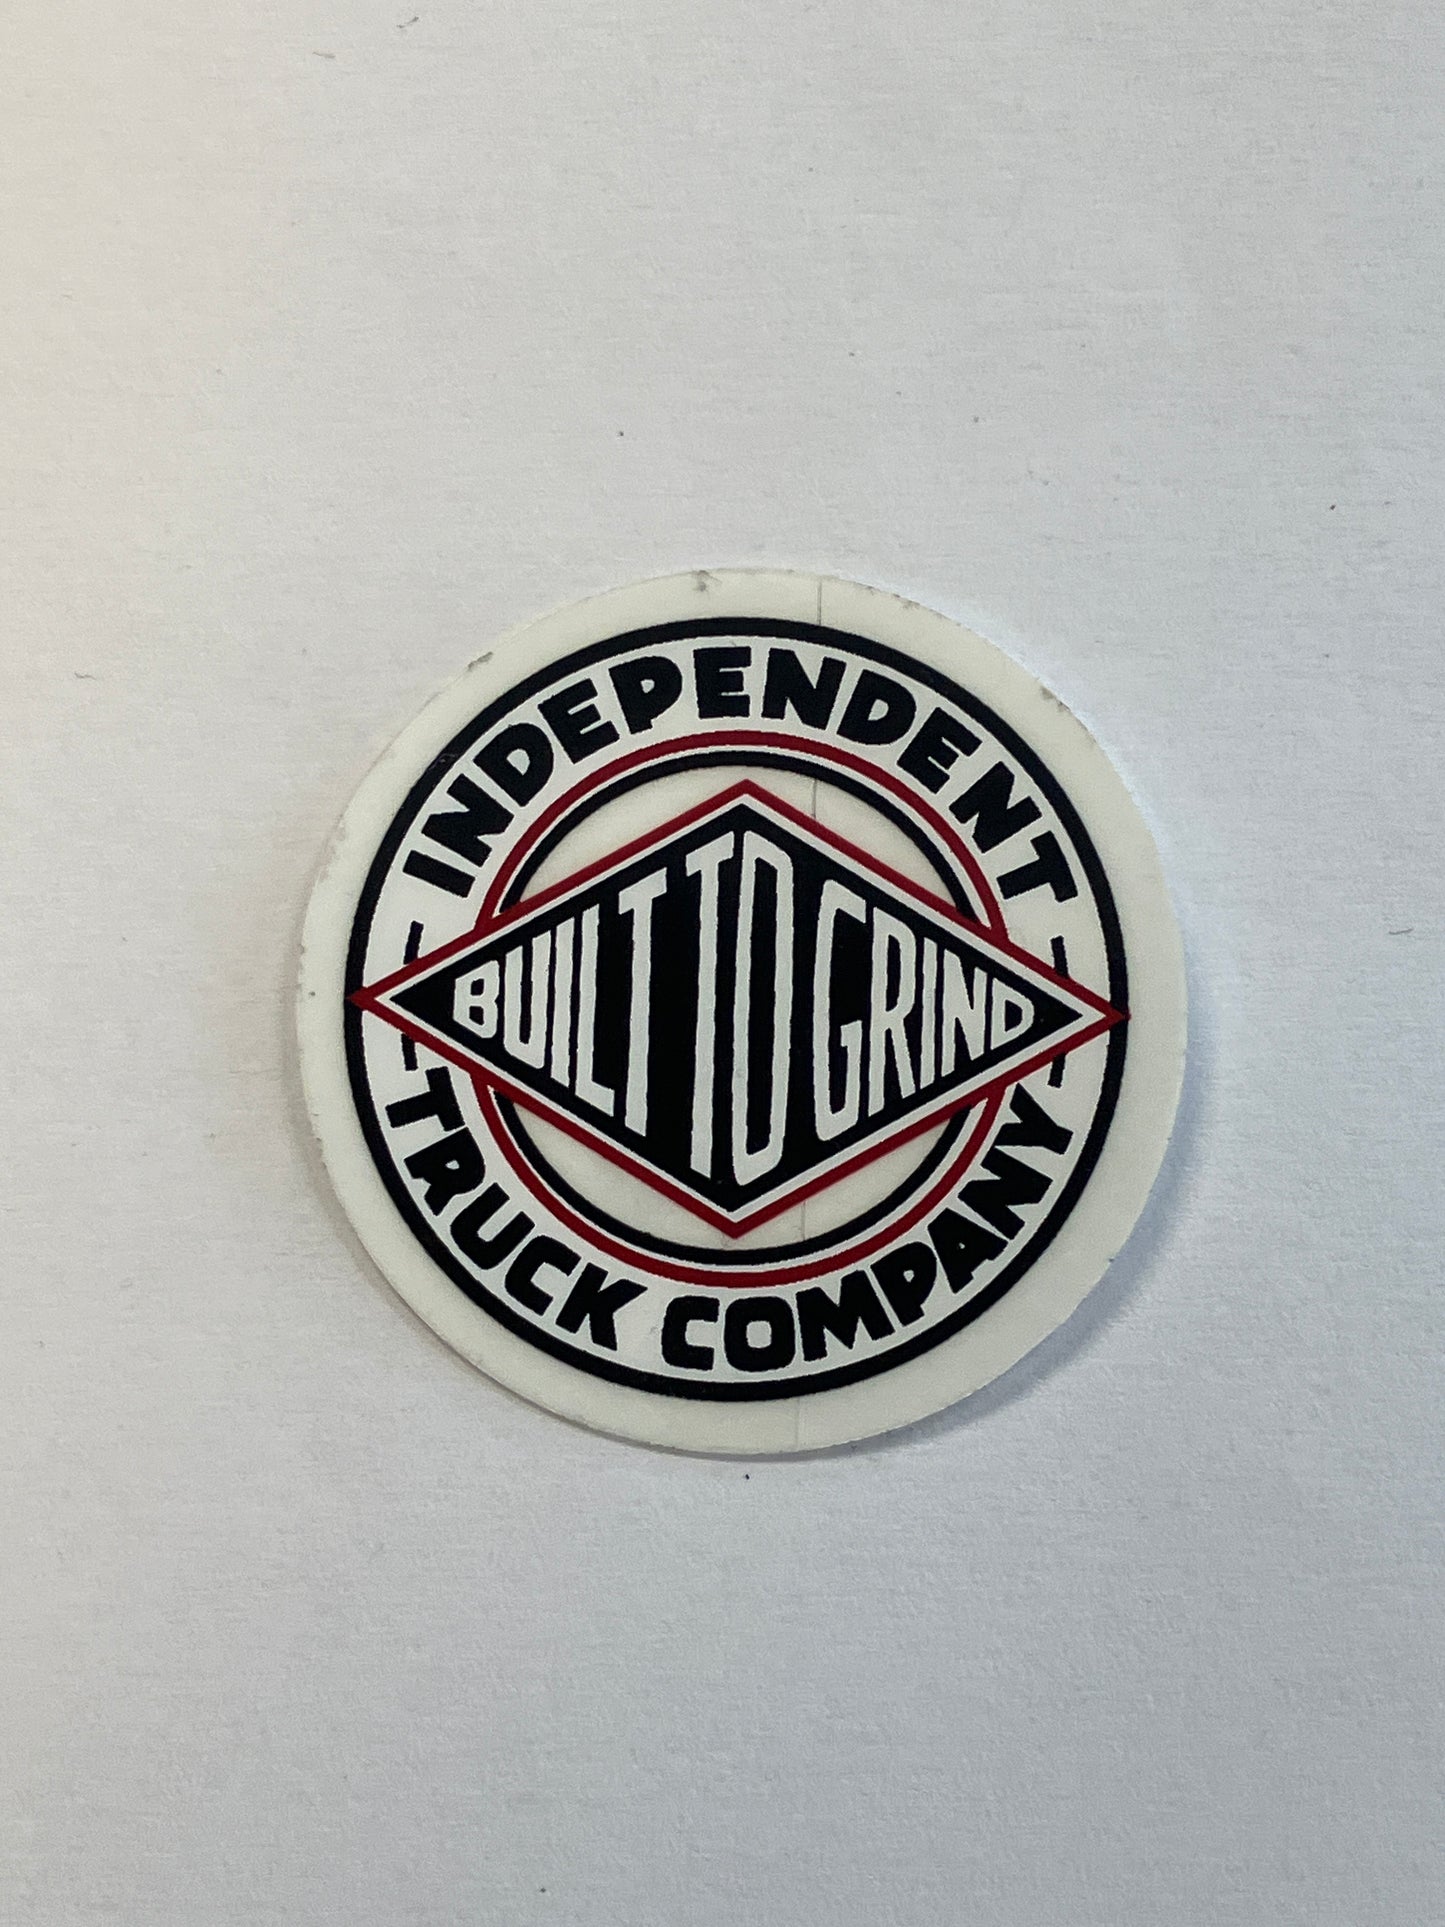 INDEPENDENT
BUILT TO GRIND
TRUCK COMPANY